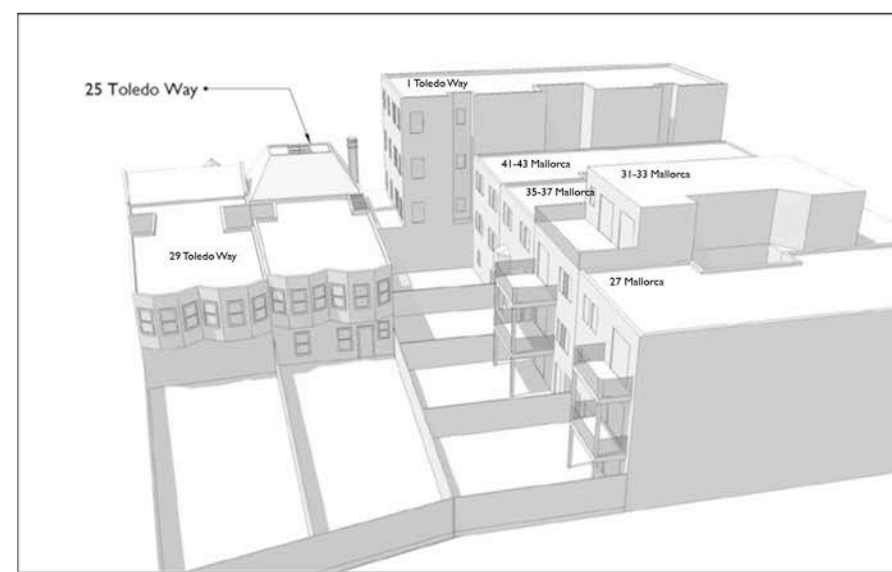 1 Toledo Way
25 Toledo Way
41-43 Mallorca
31-33 Mallorca
35-37 Mallorca
29 Toledo Way
27 Mallorca